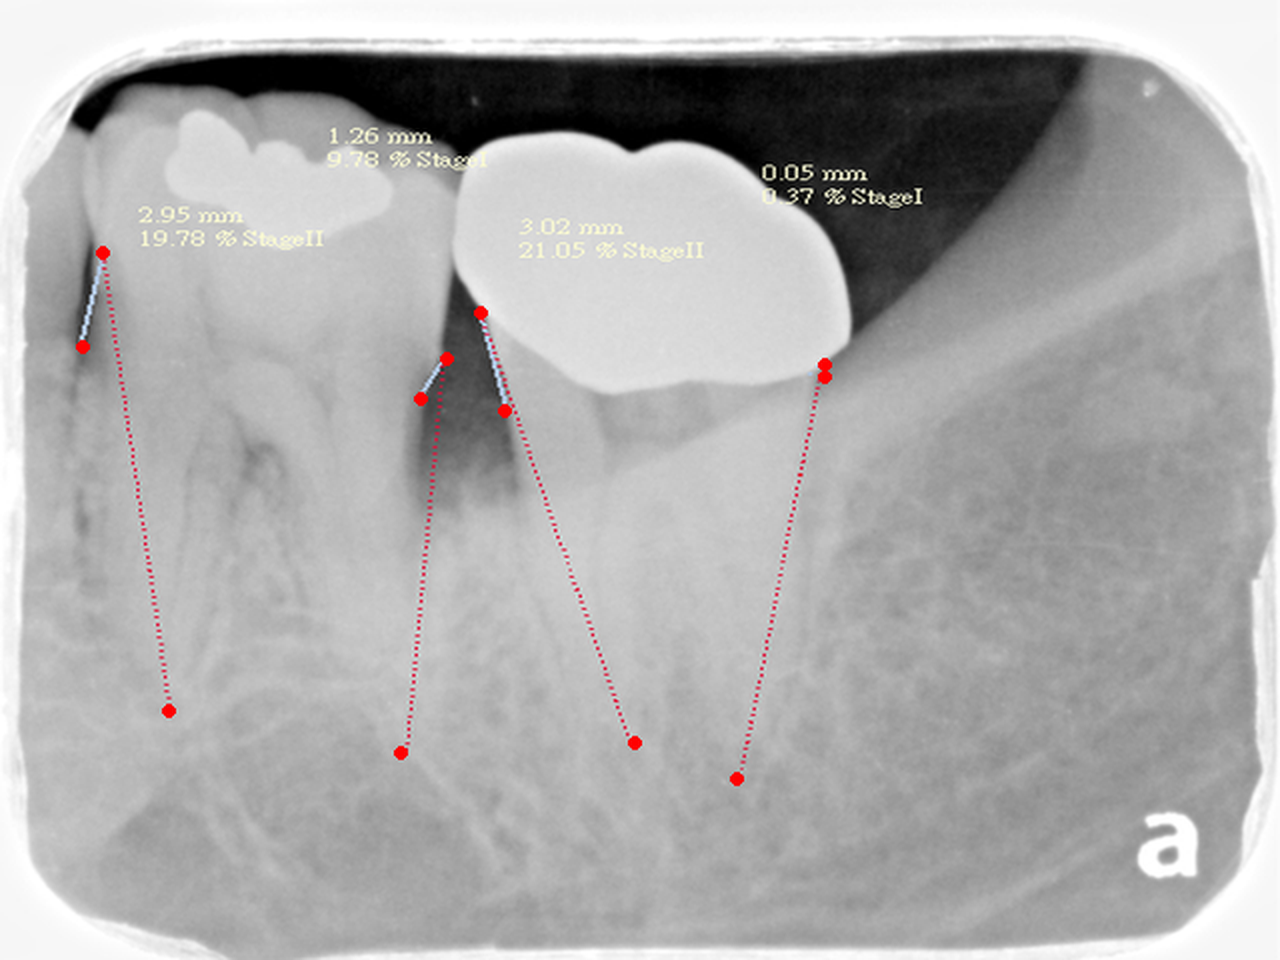 1.26 mm
9.78 % StageI
0.05 mm
0.37 % StageI
2.95 mm
19.78 % StageII
3.02 mm
21.05 % StageII
a